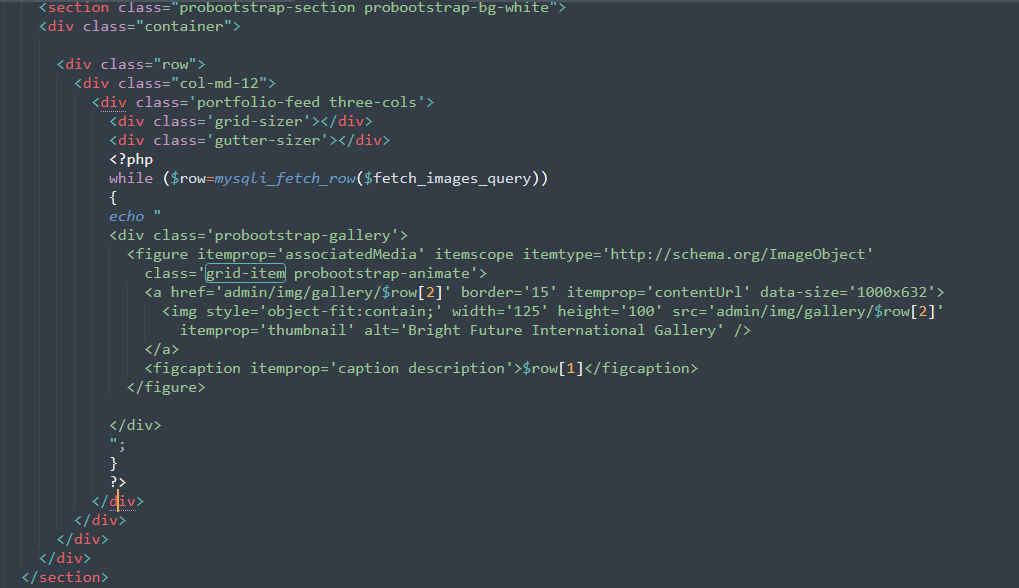 <section class="probootstrap-section probootstrap-bg-white">
<div class="container">
<div class="row">
<div class="col-md-12">
<div class='portfolio-feed three-cols'>
<div class='grid-sizer'></div>
<div class='gutter-sizer'></div>
<?php
while ($row=mysqli_fetch_row($fetch_images_query))
{
echo "
<div class='probootstrap-gallery'>
<figure itemprop='associatedMedia' itemscope itemtype='http://schema.org/ImageObject'
class='grid-item probootstrap-animate'>
<a href='admin/img/gallery/$row[2]' border='15' itemprop='contentUrl' data-size='1000x632'>
<img style='object-fit:contain;' width='125' height='100' src='admin/img/gallery/$row[2]'
itemprop='thumbnail' alt='Bright Future International Gallery' />
</a>
<figcaption itemprop='caption description'>$row[1]</figcaption>
</figure>
</div>
";
}
?>
</div>
</div>
</div>
</div>
</section>